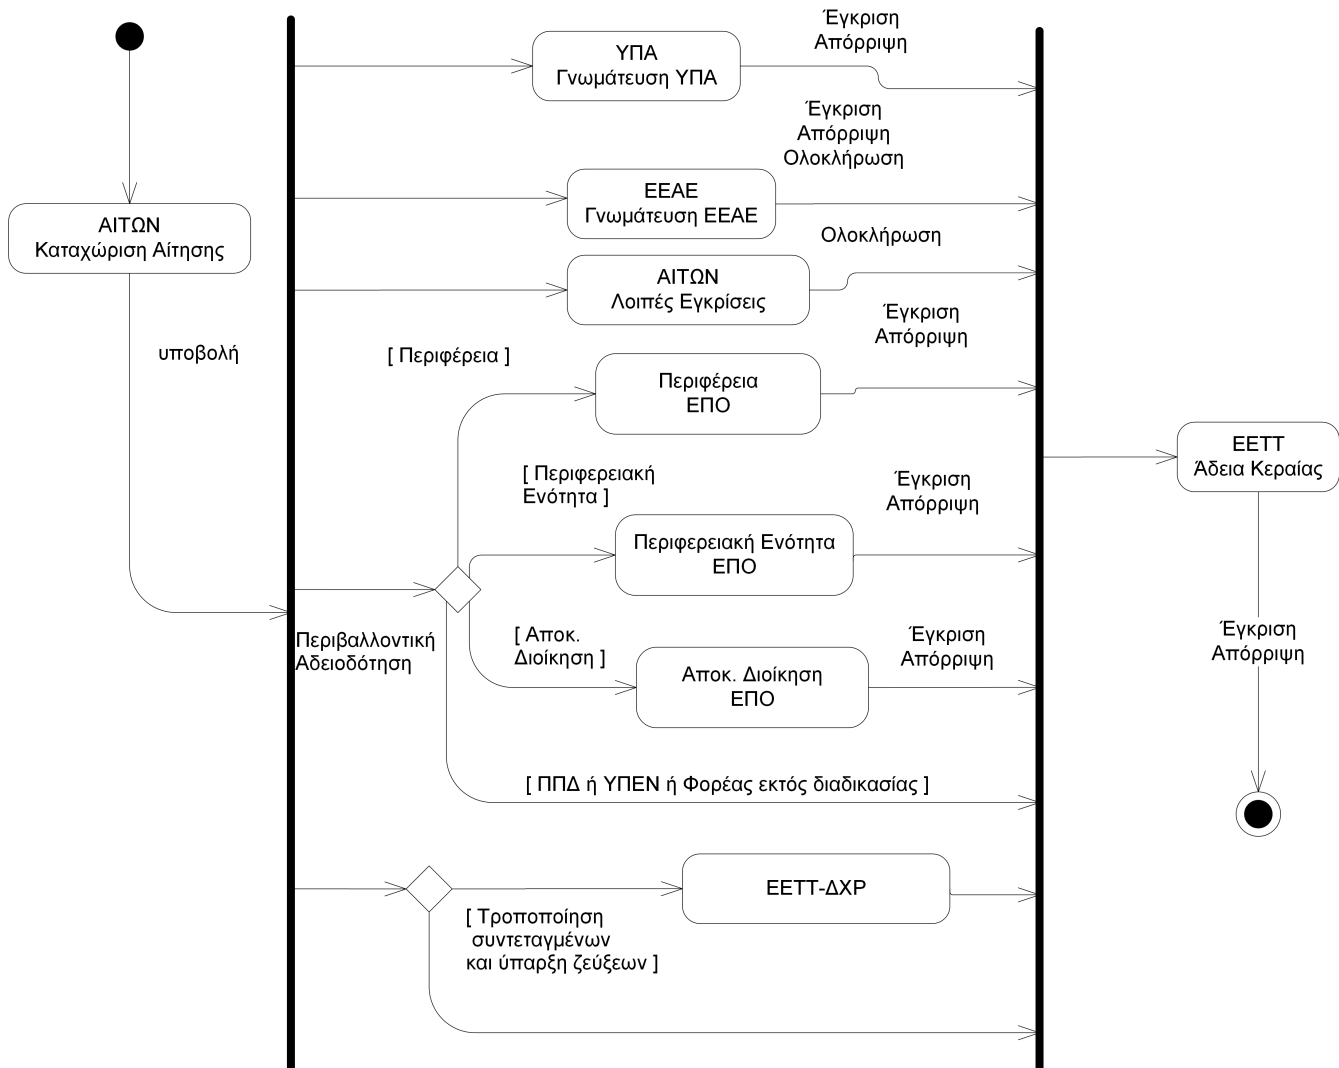 ΑΙΤΩΝ
Καταχώριση Αίτησης
υποβολή
ΥΠΑ
Γνωμάτευση ΥΠΑ
Έγκριση
Απόρριψη
ΕΕΑΕ
Γνωμάτευση ΕΕΑΕ
Έγκριση
Απόρριψη
Ολοκλήρωση
ΑΙΤΩΝ
Λοιπές Εγκρίσεις
Ολοκλήρωση
Περιβαλλοντική
Αδειοδότηση
[ Περιφέρεια ]
Περιφέρεια
ΕΠΟ
Έγκριση
Απόρριψη
[ Περιφερειακή
Ενότητα ]
Περιφερειακή Ενότητα
ΕΠΟ
Έγκριση
Απόρριψη
[ Αποκ.
Διοίκηση ]
Αποκ. Διοίκηση
ΕΠΟ
Έγκριση
Απόρριψη
[ ΠΠΔ ή ΥΠΕΝ ή Φορέας εκτός διαδικασίας ]
ΕΕΤΤ-ΔΧΡ
[ Τροποποίηση
συντεταγμένων
και ύπαρξη ζεύξεων ]
ΕΕΤΤ
Άδεια Κεραίας
Έγκριση
Απόρριψη